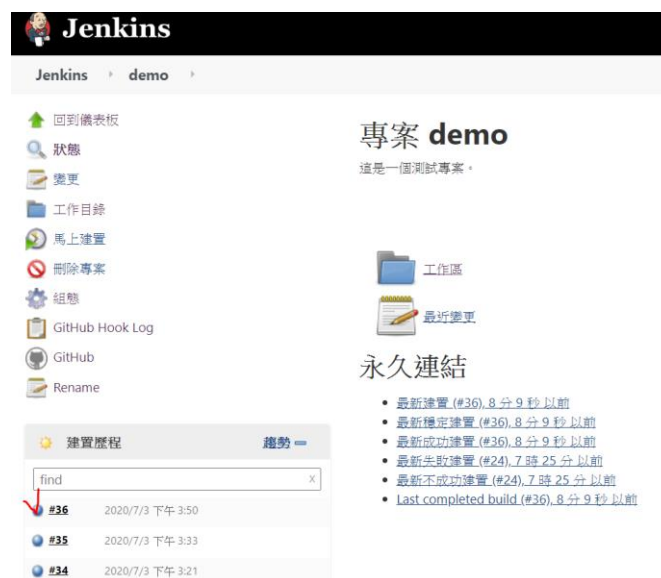 Jenkins
Jenkins demo
回到儀表板
狀態
變更
工作目錄
馬上建置
刪除專案
組態
GitHub Hook Log
GitHub
Rename
建置歷程 趨勢
find x
#36 2020/7/3 下午 3:50
#35 2020/7/3 下午 3:33
#34 2020/7/3 下午 3:21
專案 demo
這是一個測試專案。
工作區
最近變更
永久連結
最新建置 (#36), 8 分 9 秒 以前
最新穩定建置 (#36), 8 分 9 秒 以前
最新成功建置 (#36), 8 分 9 秒 以前
最新失敗建置 (#24), 7 時 25 分 以前
最新不成功建置 (#24), 7 時 25 分 以前
Last completed build (#36), 8 分 9 秒 以前